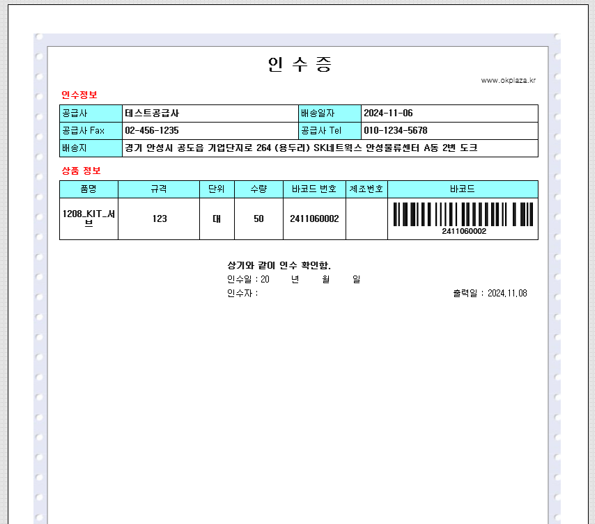 인 수 증
www.okplaza.kr
인수정보
공급사 테스트공급사 배송일자 2024-11-06
공급사 Fax 02-456-1235 공급사 Tel 010-1234-5678
배송지 경기 안성시 공도읍 기업단지로 264 (용두리) SK네트웍스 안성물류센터 A동 2번 도크
상품 정보
품명 규격 단위 수량 바코드 번호 제조번호 바코드
1208_KIT_서브 123 대 50 2411060002
2411060002
상기와 같이 인수 확인함.
인수일 : 20 년 월 일
인수자 :
출력일 : 2024.11.08